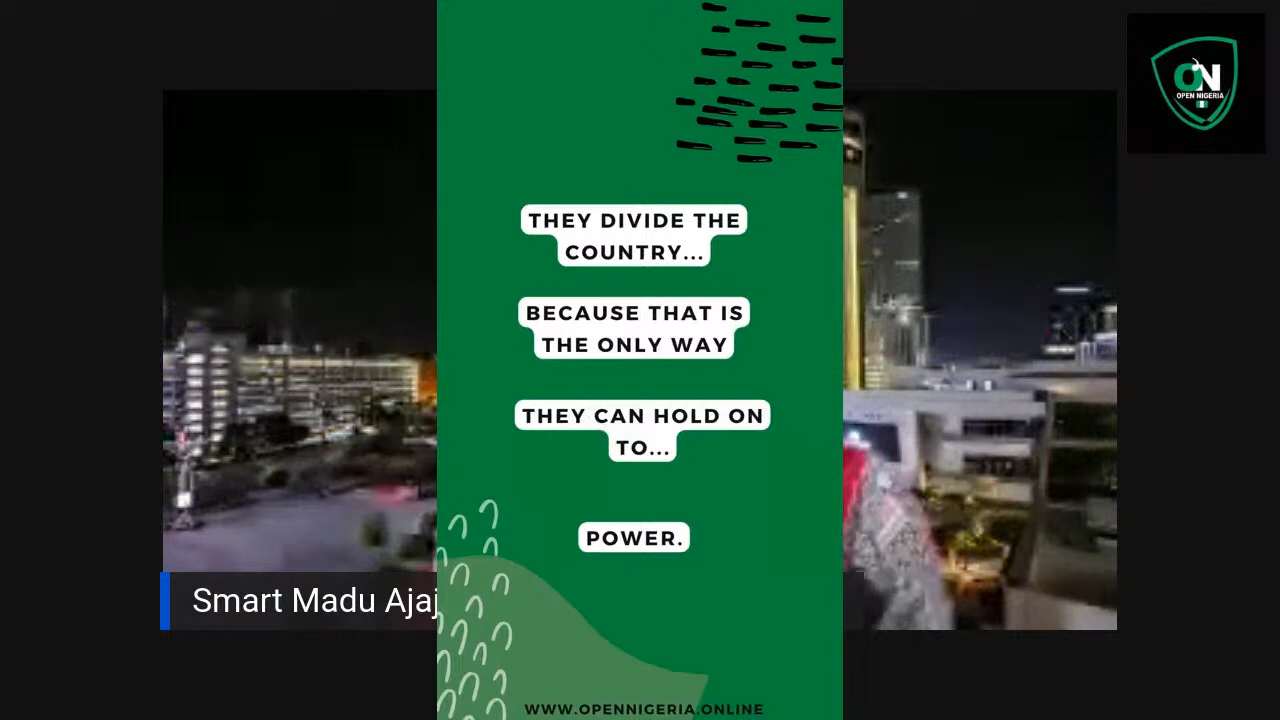 ON
OPEN NIGERIA
THEY DIVIDE THE
COUNTRY...
BECAUSE THAT IS
THE ONLY WAY
THEY CAN HOLD ON
TO...
POWER.
Smart Madu Ajaj
WWW.OPENNIGERIA.ONLINE